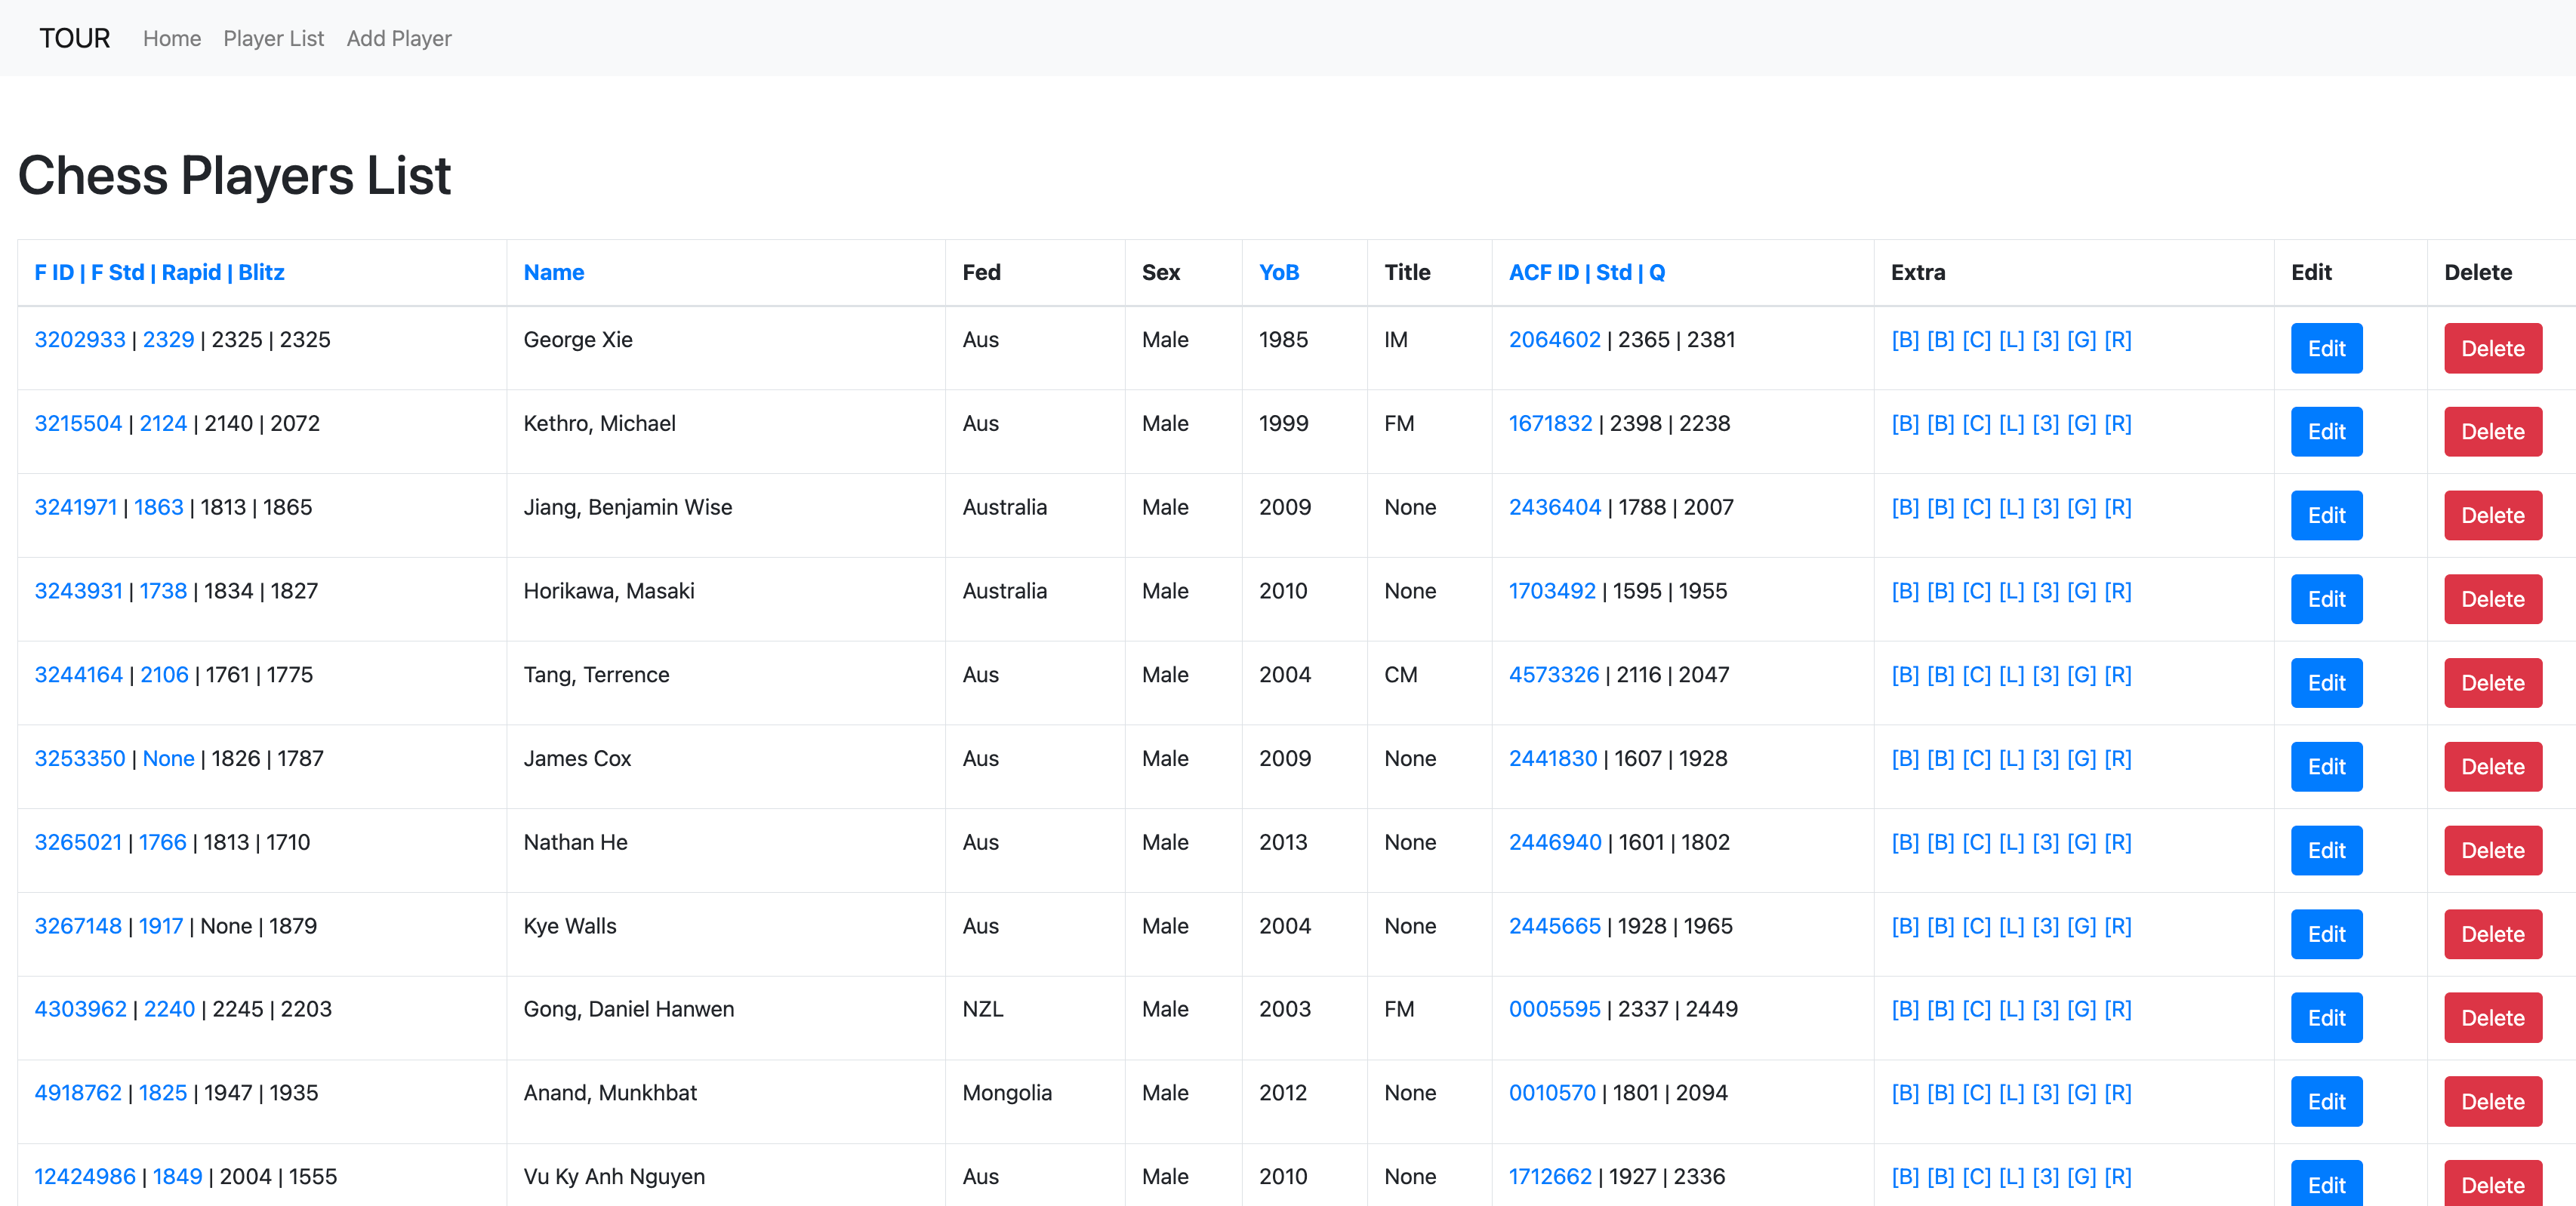 TOUR Home Player List Add Player
Chess Players List
F ID | F Std | Rapid | Blitz Name Fed Sex YoB Title ACF ID | Std | Q Extra Edit Delete
3202933 | 2329 | 2325 | 2325 George Xie Aus Male 1985 IM 2064602 | 2365 | 2381 [B] [B] [C] [L] [3] [G] [R] Edit Delete
3215504 | 2124 | 2140 | 2072 Kethro, Michael Aus Male 1999 FM 1671832 | 2398 | 2238 [B] [B] [C] [L] [3] [G] [R] Edit Delete
3241971 | 1863 | 1813 | 1865 Jiang, Benjamin Wise Australia Male 2009 None 2436404 | 1788 | 2007 [B] [B] [C] [L] [3] [G] [R] Edit Delete
3243931 | 1738 | 1834 | 1827 Horikawa, Masaki Australia Male 2010 None 1703492 | 1595 | 1955 [B] [B] [C] [L] [3] [G] [R] Edit Delete
3244164 | 2106 | 1761 | 1775 Tang, Terrence Aus Male 2004 CM 4573326 | 2116 | 2047 [B] [B] [C] [L] [3] [G] [R] Edit Delete
3253350 | None | 1826 | 1787 James Cox Aus Male 2009 None 2441830 | 1607 | 1928 [B] [B] [C] [L] [3] [G] [R] Edit Delete
3265021 | 1766 | 1813 | 1710 Nathan He Aus Male 2013 None 2446940 | 1601 | 1802 [B] [B] [C] [L] [3] [G] [R] Edit Delete
3267148 | 1917 | None | 1879 Kye Walls Aus Male 2004 None 2445665 | 1928 | 1965 [B] [B] [C] [L] [3] [G] [R] Edit Delete
4303962 | 2240 | 2245 | 2203 Gong, Daniel Hanwen NZL Male 2003 FM 0005595 | 2337 | 2449 [B] [B] [C] [L] [3] [G] [R] Edit Delete
4918762 | 1825 | 1947 | 1935 Anand, Munkhbat Mongolia Male 2012 None 0010570 | 1801 | 2094 [B] [B] [C] [L] [3] [G] [R] Edit Delete
12424986 | 1849 | 2004 | 1555 Vu Ky Anh Nguyen Aus Male 2010 None 1712662 | 1927 | 2336 [B] [B] [C] [L] [3] [G] [R] Edit Delete